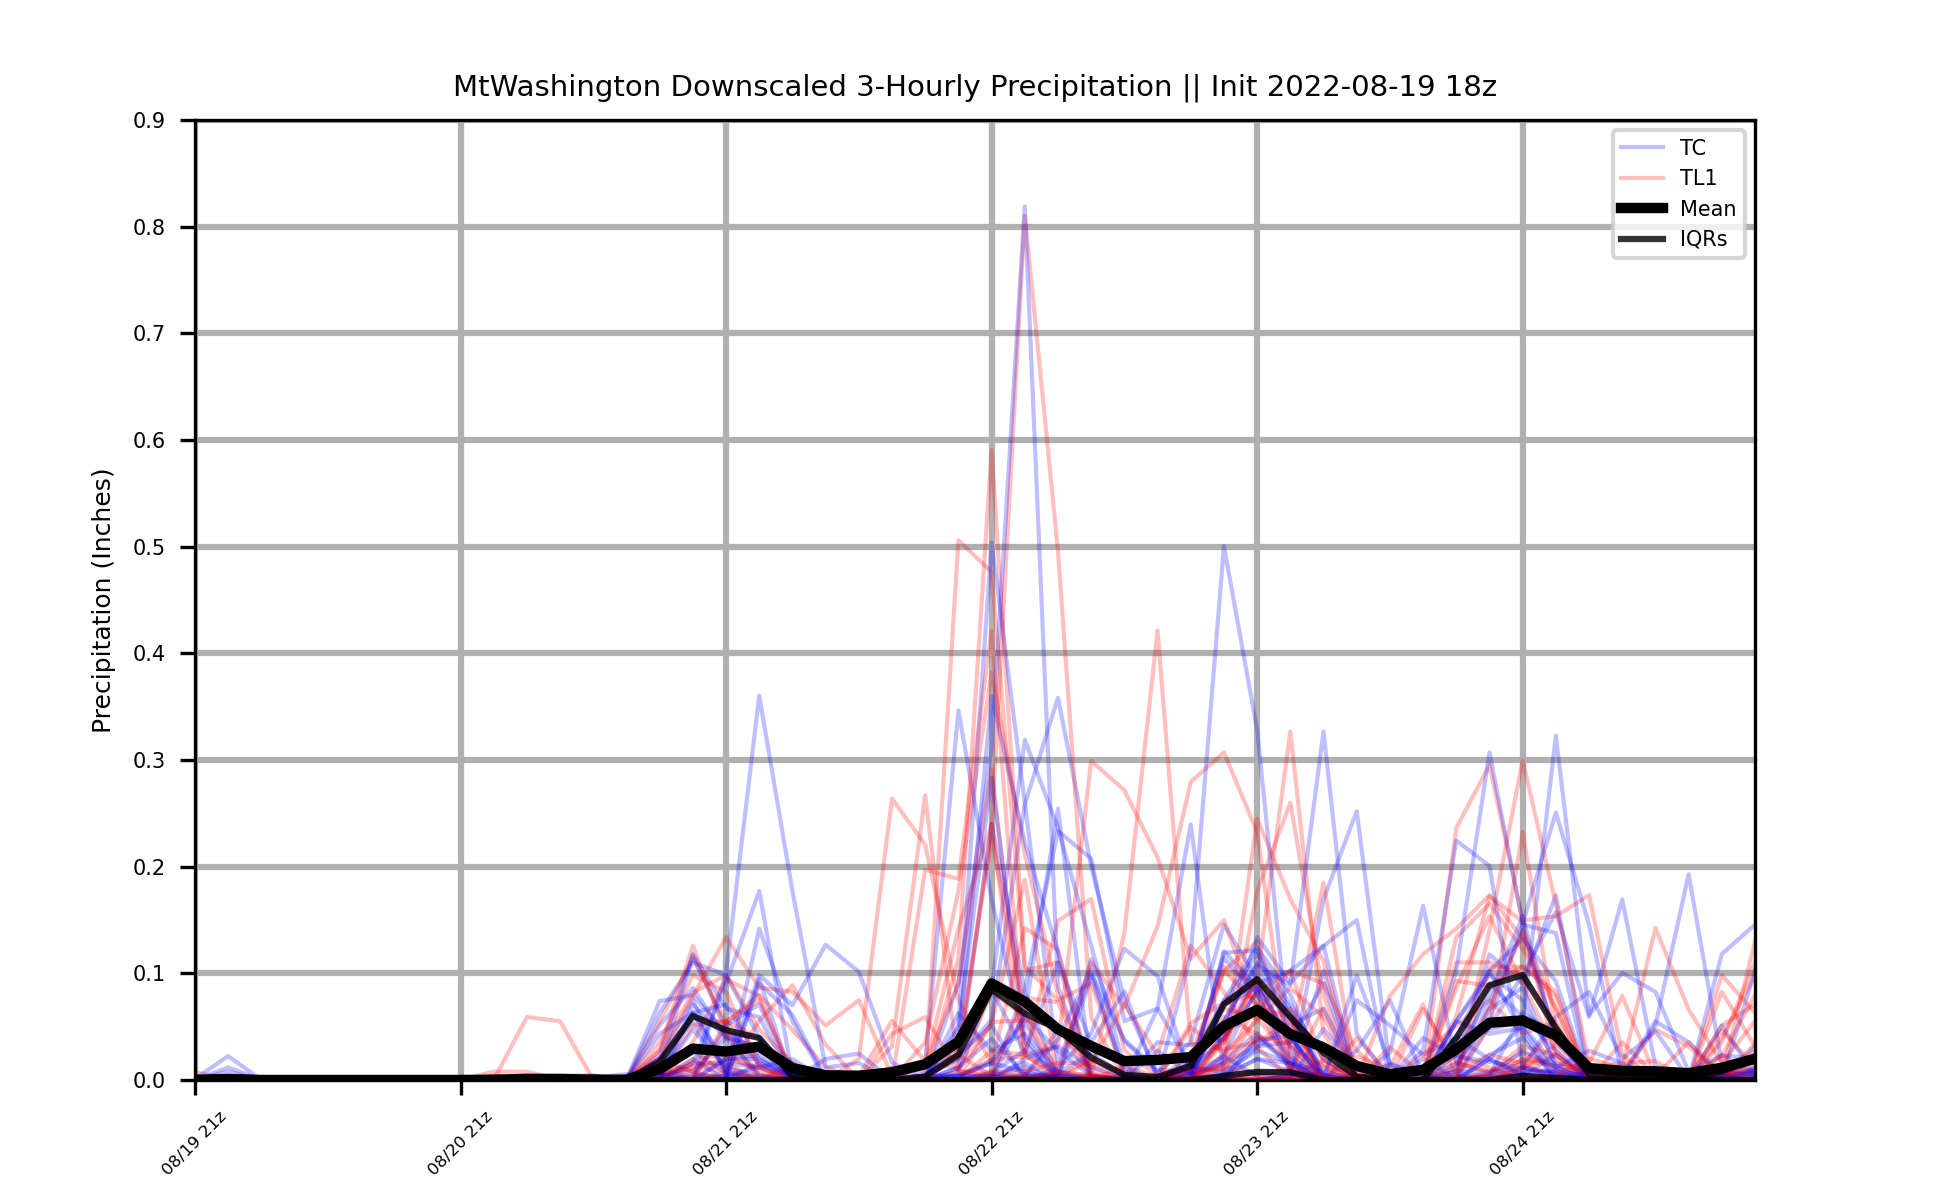 MtWashington Downscaled 3-Hourly Precipitation || Init 2022-08-19 18z
Precipitation (Inches)
0.9
0.8
0.7
0.6
0.5
0.4
0.3
0.2
0.1
0.0
TC
TL1
Mean
IQRs
08/19 21z
08/20 21z
08/21 21z
08/22 21z
08/23 21z
08/24 21z